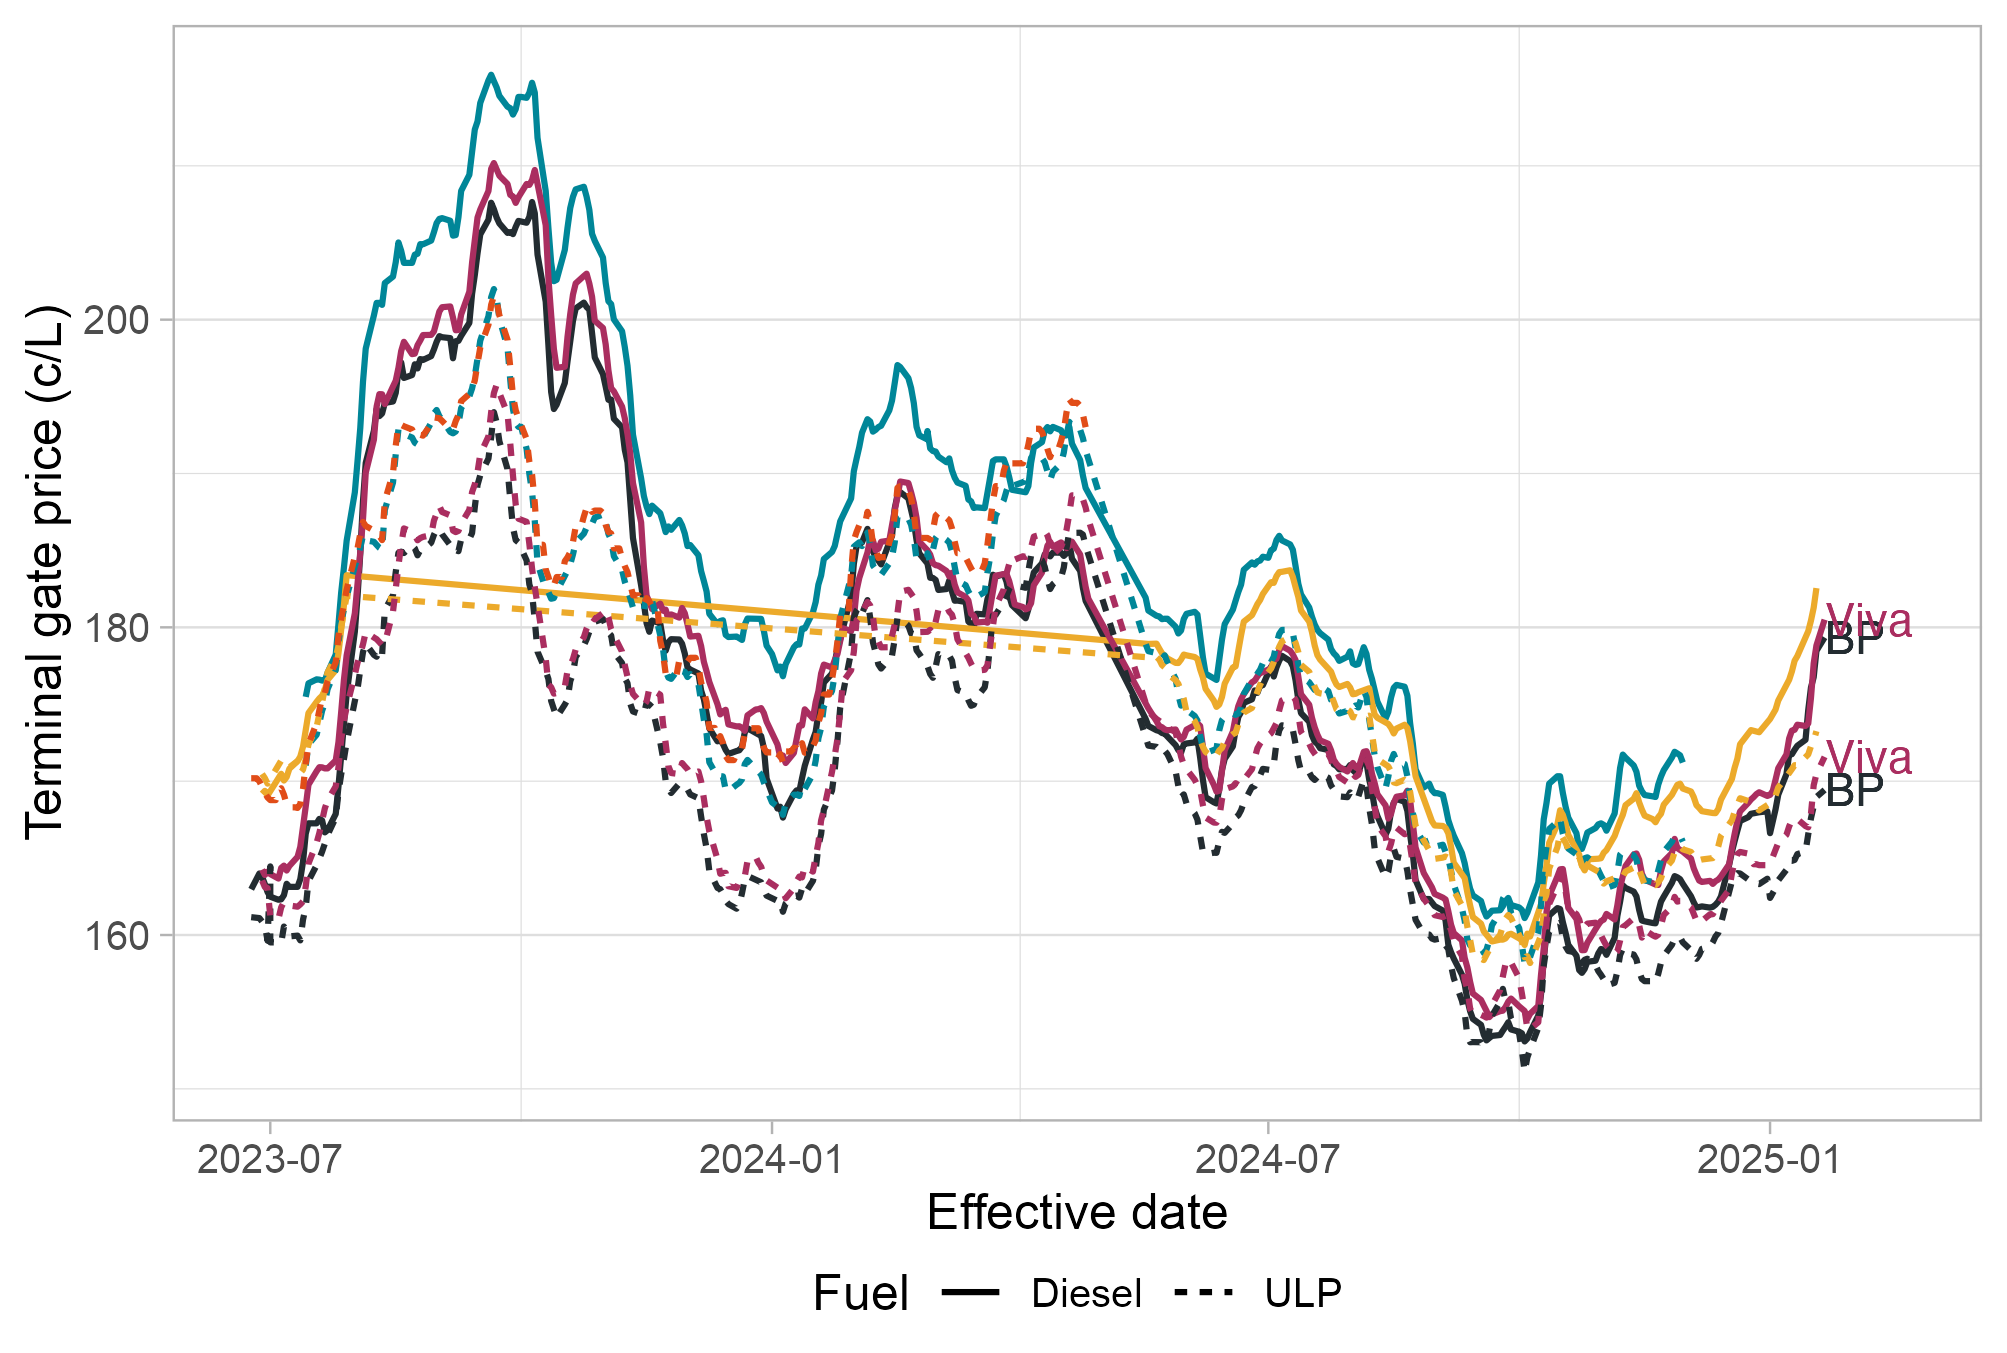 Terminal gate price (c/L)
200
180
160
Viva
BP
Viva
BP
2023-07
2024-01
2024-07
2025-01
Effective date
Fuel
Diesel
ULP